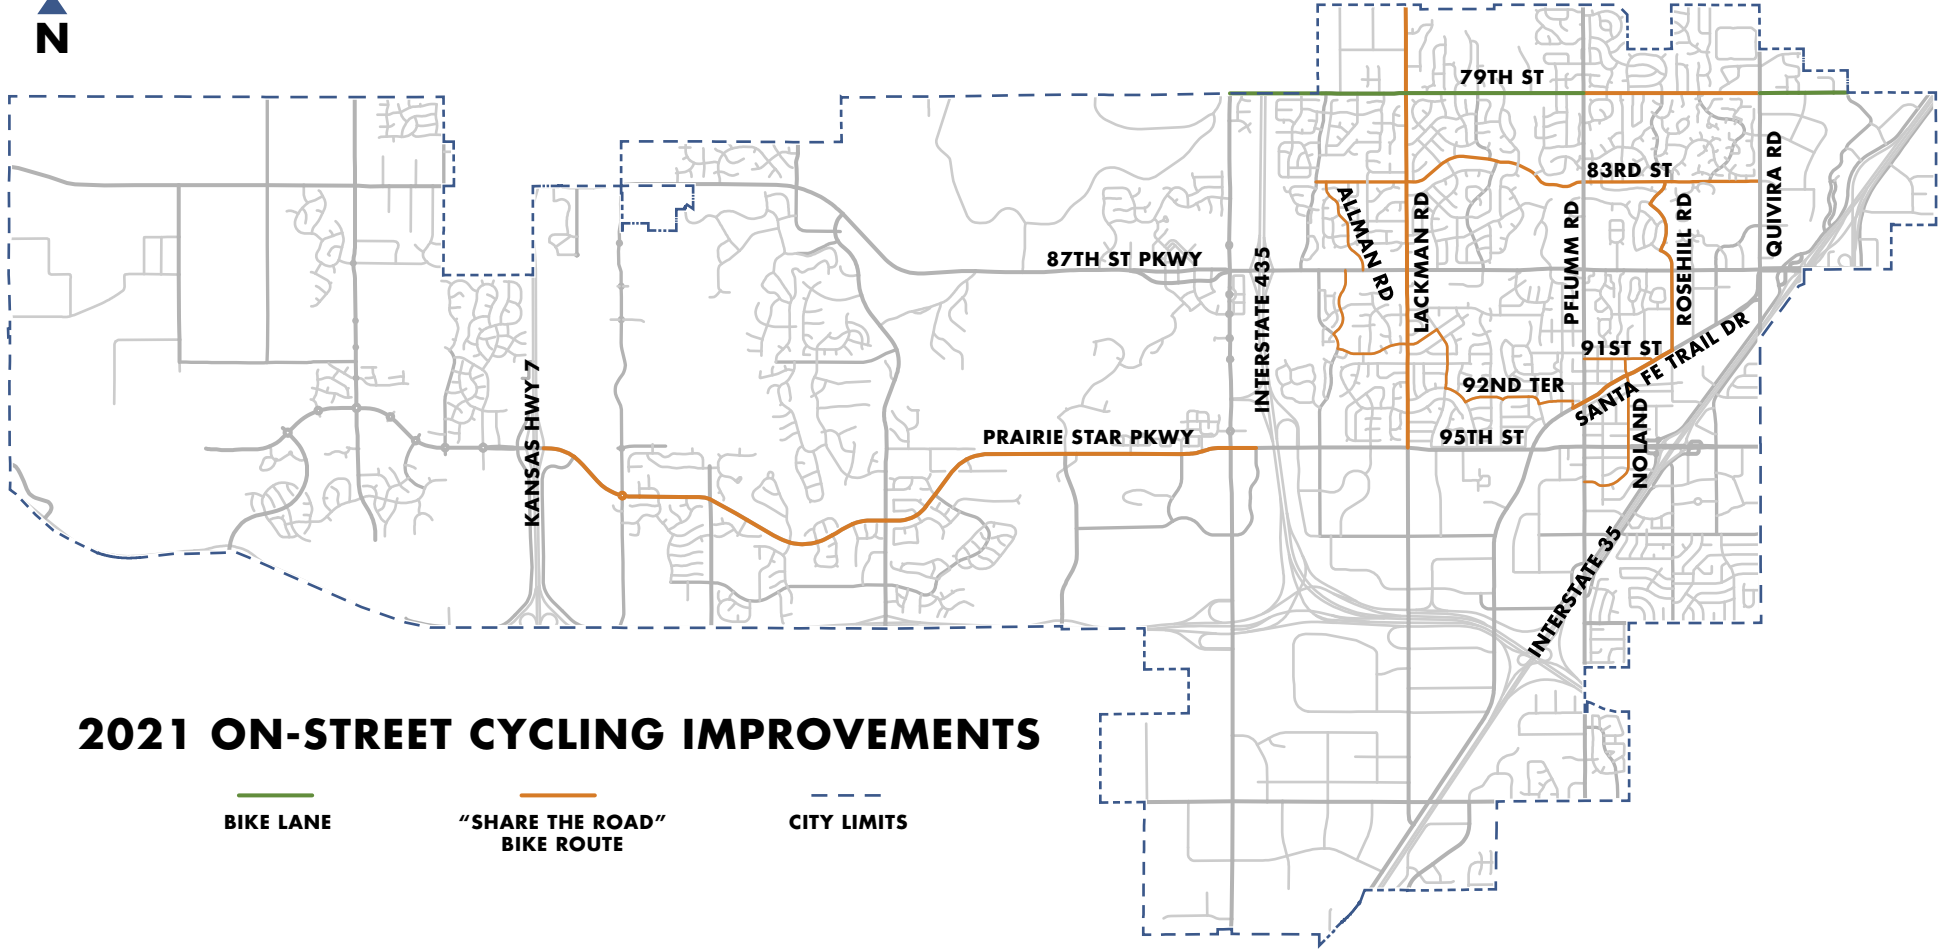 N
79TH ST
83RD ST
QUIVIRA RD
ALLMAN RD
LACKMAN RD
PFLUMM RD
ROSEHILL RD
87TH ST PKWY
INTERSTATE 435
91ST ST
SANTA FE TRAIL DR
KANSAS HWY 7
92ND TER
NOLAND
PRAIRIE STAR PKWY
95TH ST
INTERSTATE 35
2021 ON-STREET CYCLING IMPROVEMENTS
BIKE LANE
“SHARE THE ROAD”
BIKE ROUTE
CITY LIMITS